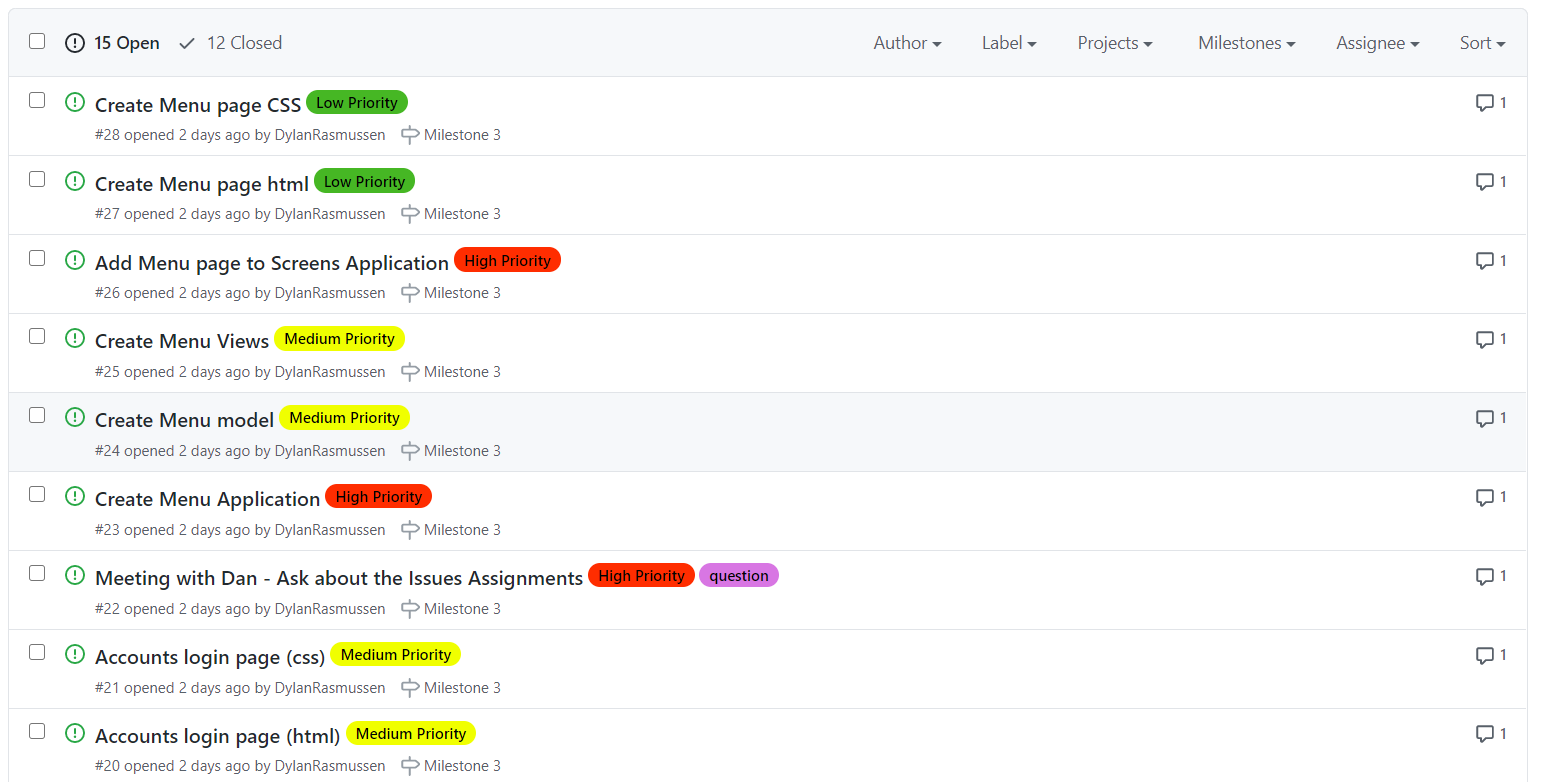 15 Open 12 Closed Author Label Projects Milestones Assignee Sort
Create Menu page CSS Low Priority 1
#28 opened 2 days ago by DylanRasmussen Milestone 3
Create Menu page html Low Priority 1
#27 opened 2 days ago by DylanRasmussen Milestone 3
Add Menu page to Screens Application High Priority 1
#26 opened 2 days ago by DylanRasmussen Milestone 3
Create Menu Views Medium Priority 1
#25 opened 2 days ago by DylanRasmussen Milestone 3
Create Menu model Medium Priority 1
#24 opened 2 days ago by DylanRasmussen Milestone 3
Create Menu Application High Priority 1
#23 opened 2 days ago by DylanRasmussen Milestone 3
Meeting with Dan - Ask about the Issues Assignments High Priority question 1
#22 opened 2 days ago by DylanRasmussen Milestone 3
Accounts login page (css) Medium Priority 1
#21 opened 2 days ago by DylanRasmussen Milestone 3
Accounts login page (html) Medium Priority 1
#20 opened 2 days ago by DylanRasmussen Milestone 3